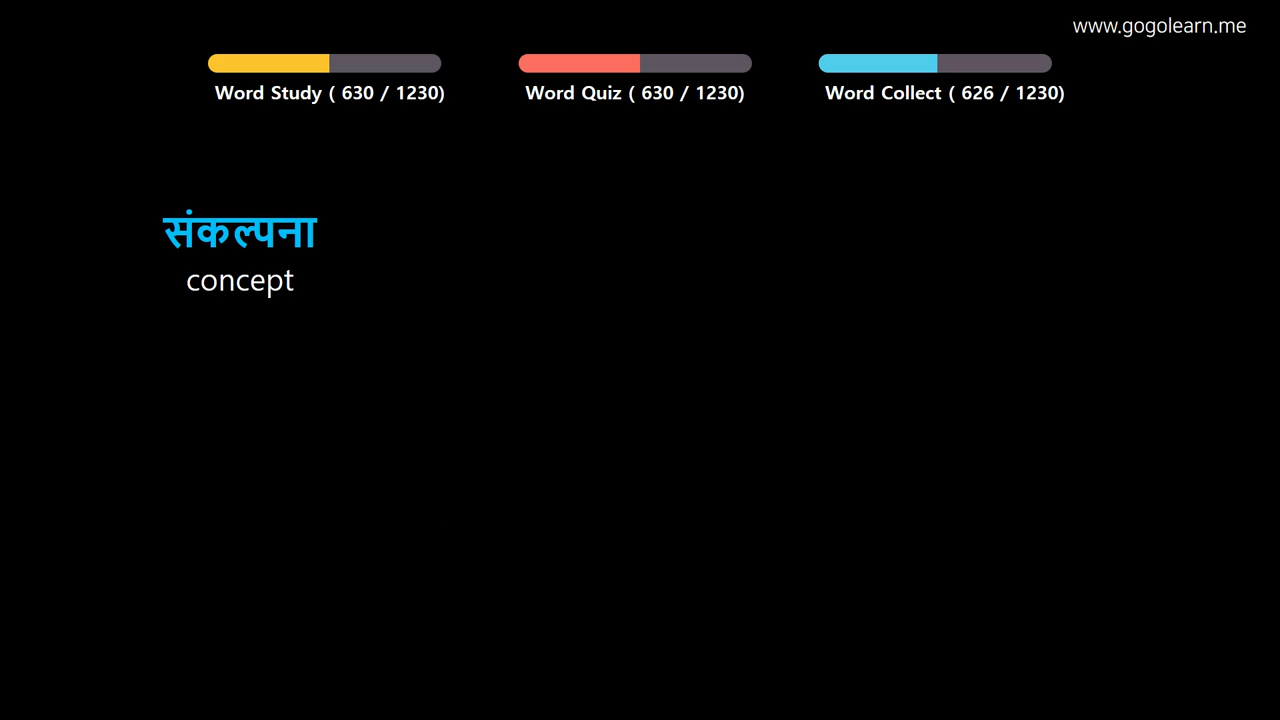 www.gogolearn.me
Word Study ( 630 / 1230)
Word Quiz ( 630 / 1230)
Word Collect ( 626 / 1230)
संकल्पना
concept